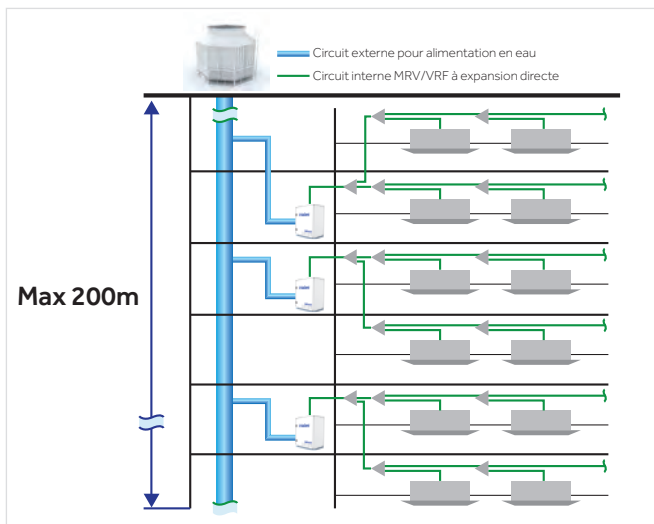 Circuit externe pour alimentation en eau
Circuit interne MRV/VRF à expansion directe
Max 200m